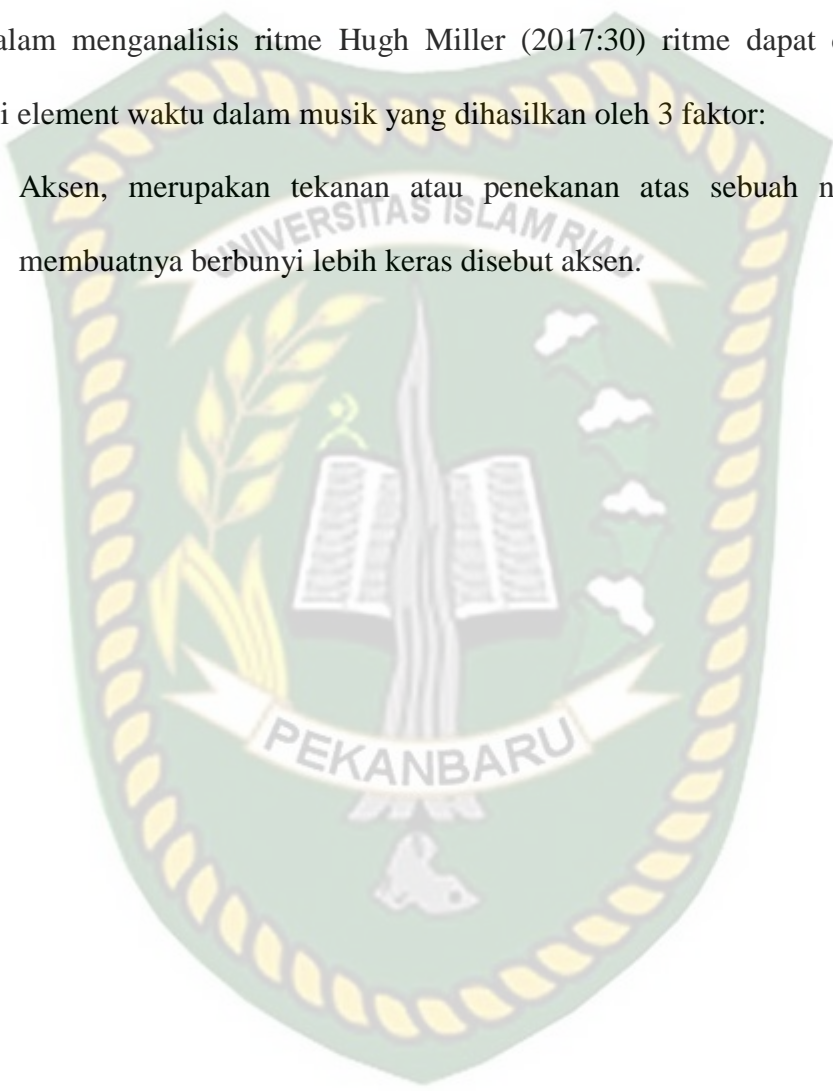 alam menganalisis ritme Hugh Miller (2017:30) ritme dapat
i element waktu dalam musik yang dihasilkan oleh 3 faktor:
Aksen, merupakan tekanan atau penekanan atas sebuah
UNIVERSITAS ISLAM RIAU
membuatnya berbunyi lebih keras disebut aksen.
PEKANBARU